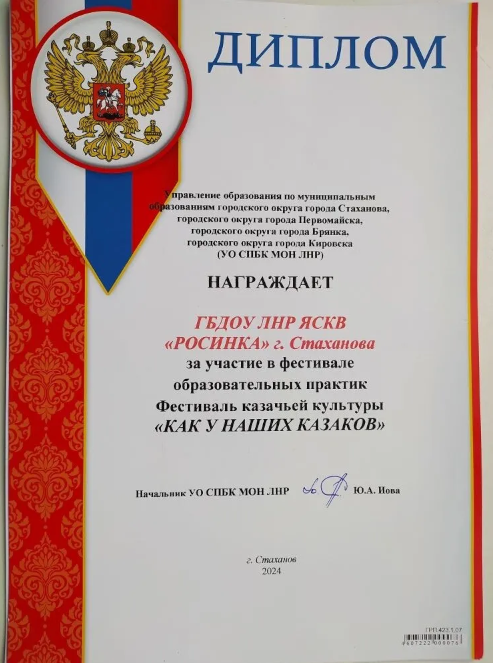 ДИПЛОМ
Управление образования по муниципальным
образованиям городского округа города Стаханова,
городского округа города Первомайска,
городского округа города Брянка,
городского округа города Кировска
(УО СПБК МОН ЛНР)
НАГРАЖДАЕТ
ГБДОУ ЛНР ЯСКВ
«РОСИНКА» г. Стаханова
за участие в фестивале
образовательных практик
Фестиваль казачьей культуры
«КАК У НАШИХ КАЗАКОВ»
Начальник УО СПБК МОН ЛНР Ю.А. Иова
г. Стаханов
2024